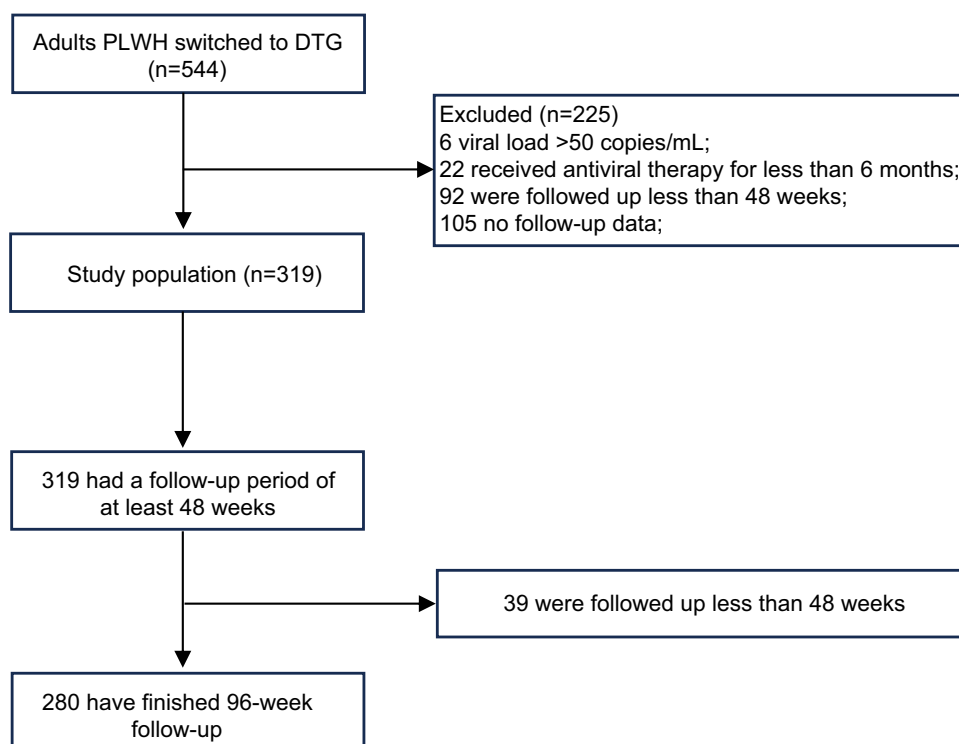 Adults PLWH switched to DTG
(n=544)
Excluded (n=225)
6 viral load >50 copies/mL;
22 received antiviral therapy for less than 6 months;
92 were followed up less than 48 weeks;
105 no follow-up data;
Study population (n=319)
319 had a follow-up period of
at least 48 weeks
39 were followed up less than 48 weeks
280 have finished 96-week
follow-up